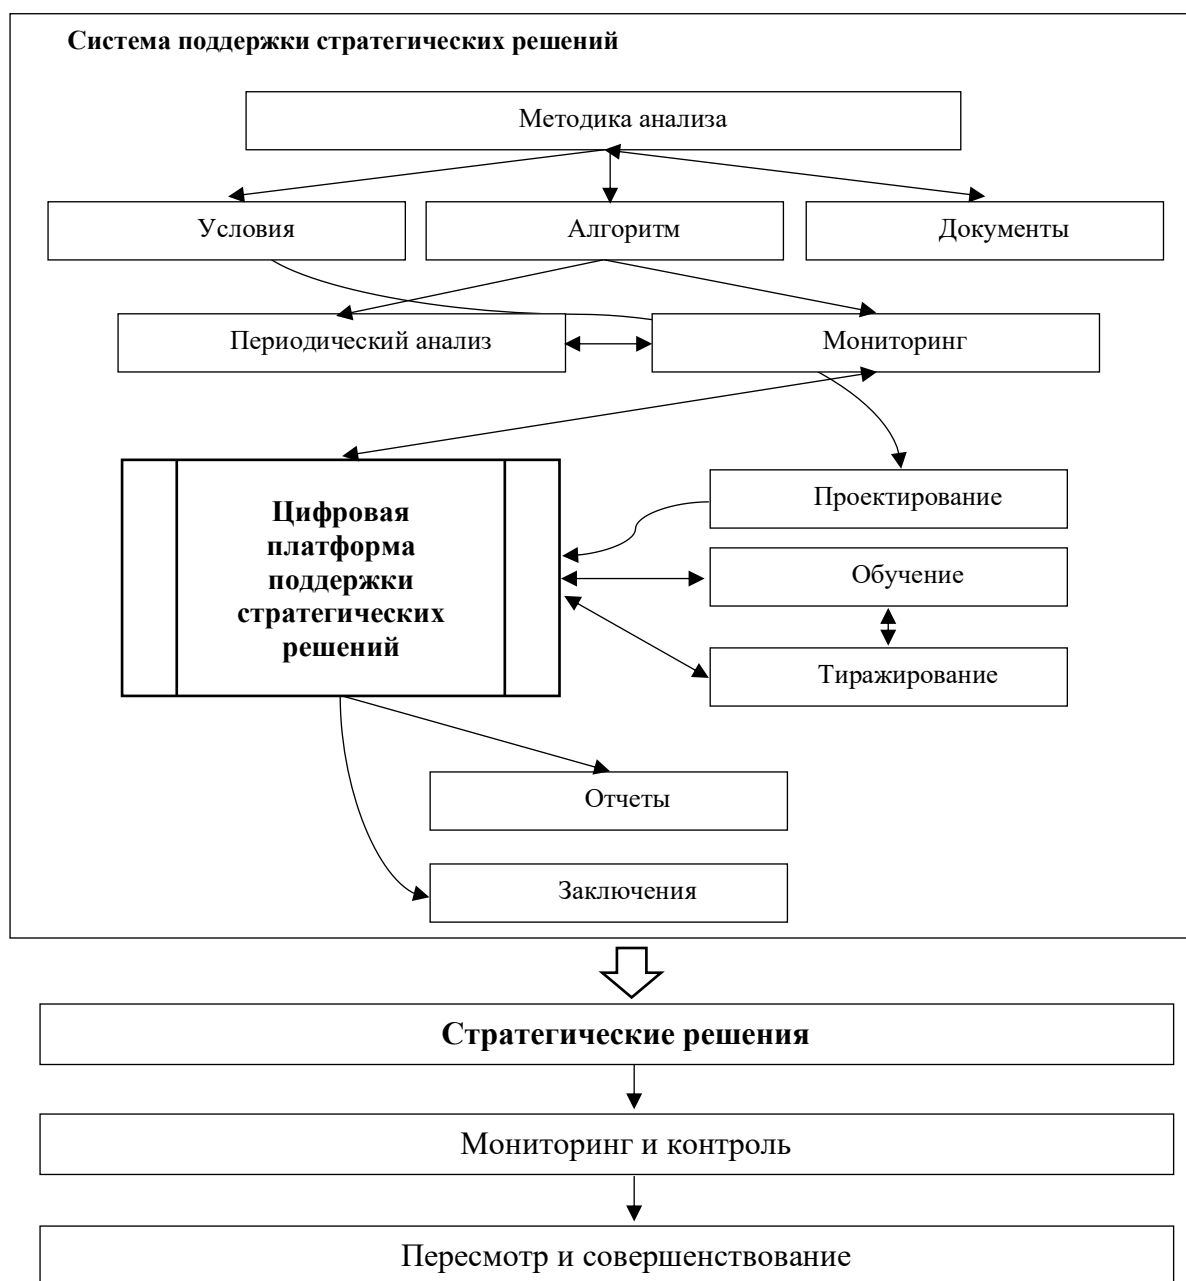 Система поддержки стратегических решений
Методика анализа
Условия
Алгоритм
Документы
Периодический анализ
Мониторинг
Цифровая
платформа
поддержки
стратегических
решений
Проектирование
Обучение
Тиражирование
Отчеты
Заключения
Стратегические решения
Мониторинг и контроль
Пересмотр и совершенствование